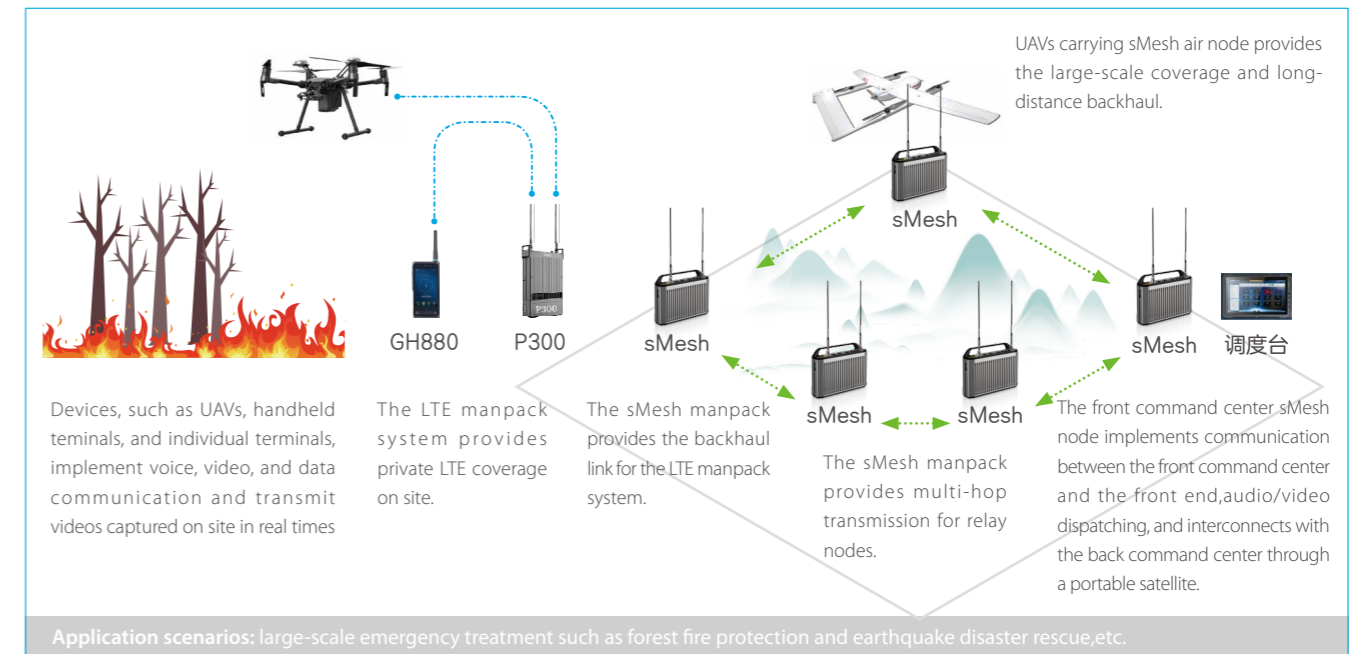 UAVs carrying sMesh air node provides
the large-scale coverage and long-
distance backhaul.
sMesh
P300
GH880
P300
sMesh
sMesh
调度台
sMesh
sMesh
Devices, such as UAVs, handheld
teminals, and individual terminals,
implement voice, video, and data
communication and transmit
videos captured on site in real times
The LTE manpack
system provides
private LTE coverage
on site.
The sMesh manpack
provides the backhaul
link for the LTE manpack
system.
The sMesh manpack
provides multi-hop
transmission for relay
nodes.
The front command center sMesh
node implements communication
between the front command center
and the front end,audio/video
dispatching, and interconnects with
the back command center through
a portable satellite.
Application scenarios: large-scale emergency treatment such as forest fire protection and earthquake disaster rescue,etc.